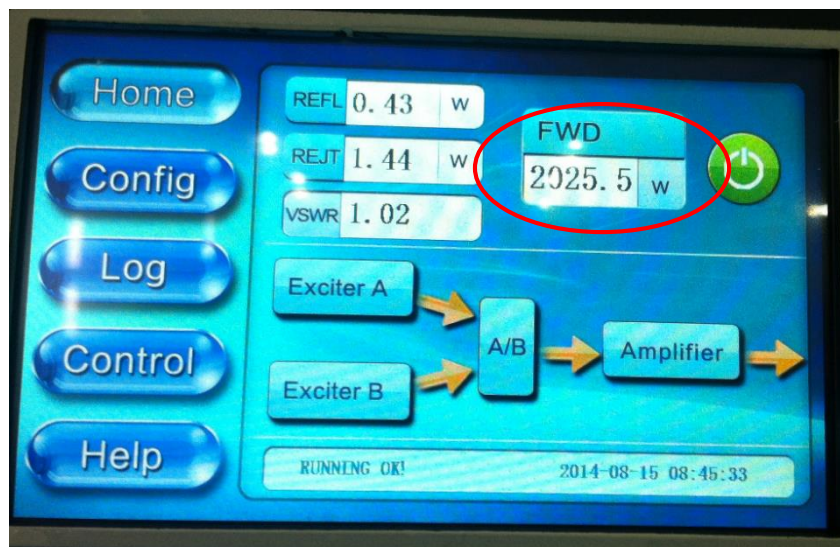 Home
Config
Log
Control
Help
REFL 0.43 W
REJT 1.44 W
VSWR 1.02
FWD
2025.5 W
Exciter A
Exciter B
A/B
Amplifier
RUNNING OK! 2014-08-15 08:45:33